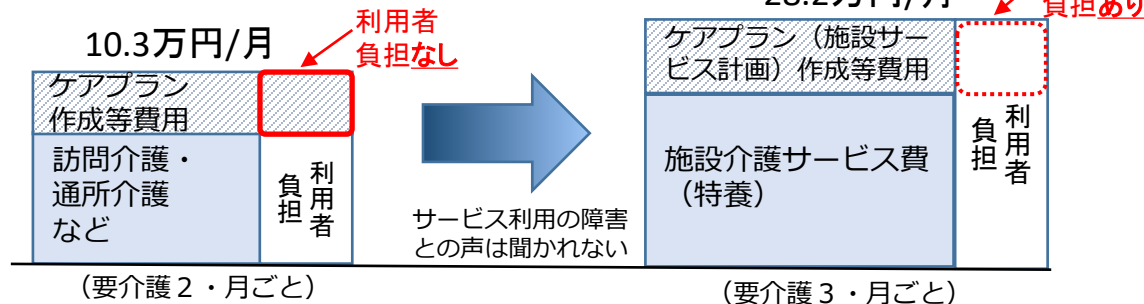 10.3万円/月
利用者
負担なし
ケアプラン
作成等費用
訪問介護・
通所介護
など
利用者
負担
（要介護２・月ごと）
サービス利用の障害
との声は聞かれない
負担あり
ケアプラン（施設サー
ビス計画）作成等費用
施設介護サービス費
（特養）
利用者
負担
（要介護３・月ごと）